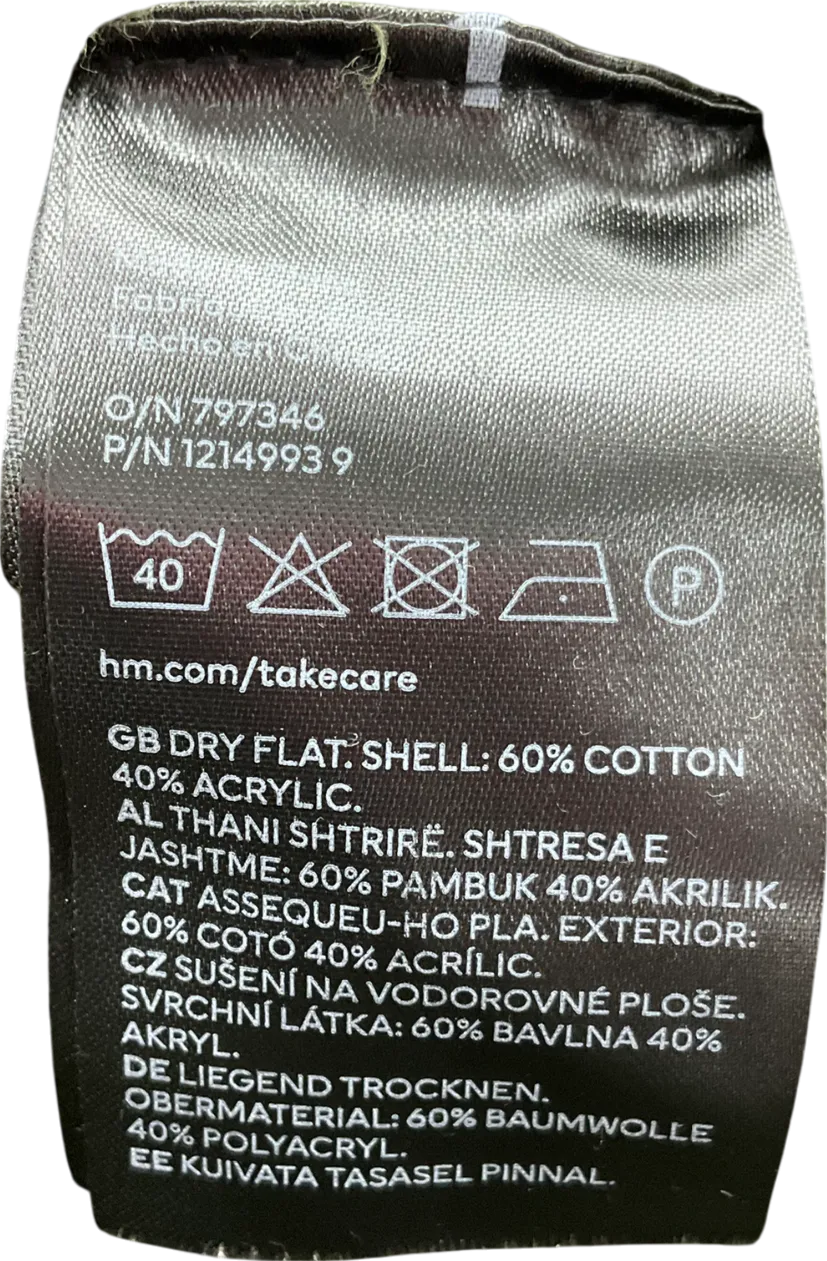 Hecho en
O/N 797346
P/N 1214993 9
40
P
hm.com/takecare
GB DRY FLAT. SHELL: 60% COTTON
40% ACRYLIC.
AL THANI SHTRIRË. SHTRESA E
JASHTME: 60% PAMBUK 40% AKRILIK.
CAT ASSEQUEU-HO PLA. EXTERIOR:
60% COTÓ 40% ACRÍLIC.
CZ SUŠENÍ NA VODOROVNÉ PLOŠE.
SVRCHNÍ LÁTKA: 60% BAVLNA 40%
AKRYL.
DE LIEGEND TROCKNEN.
OBERMATERIAL: 60% BAUMWOLLE
40% POLYACRYL.
EE KUIVATA TASASEL PINNAL.